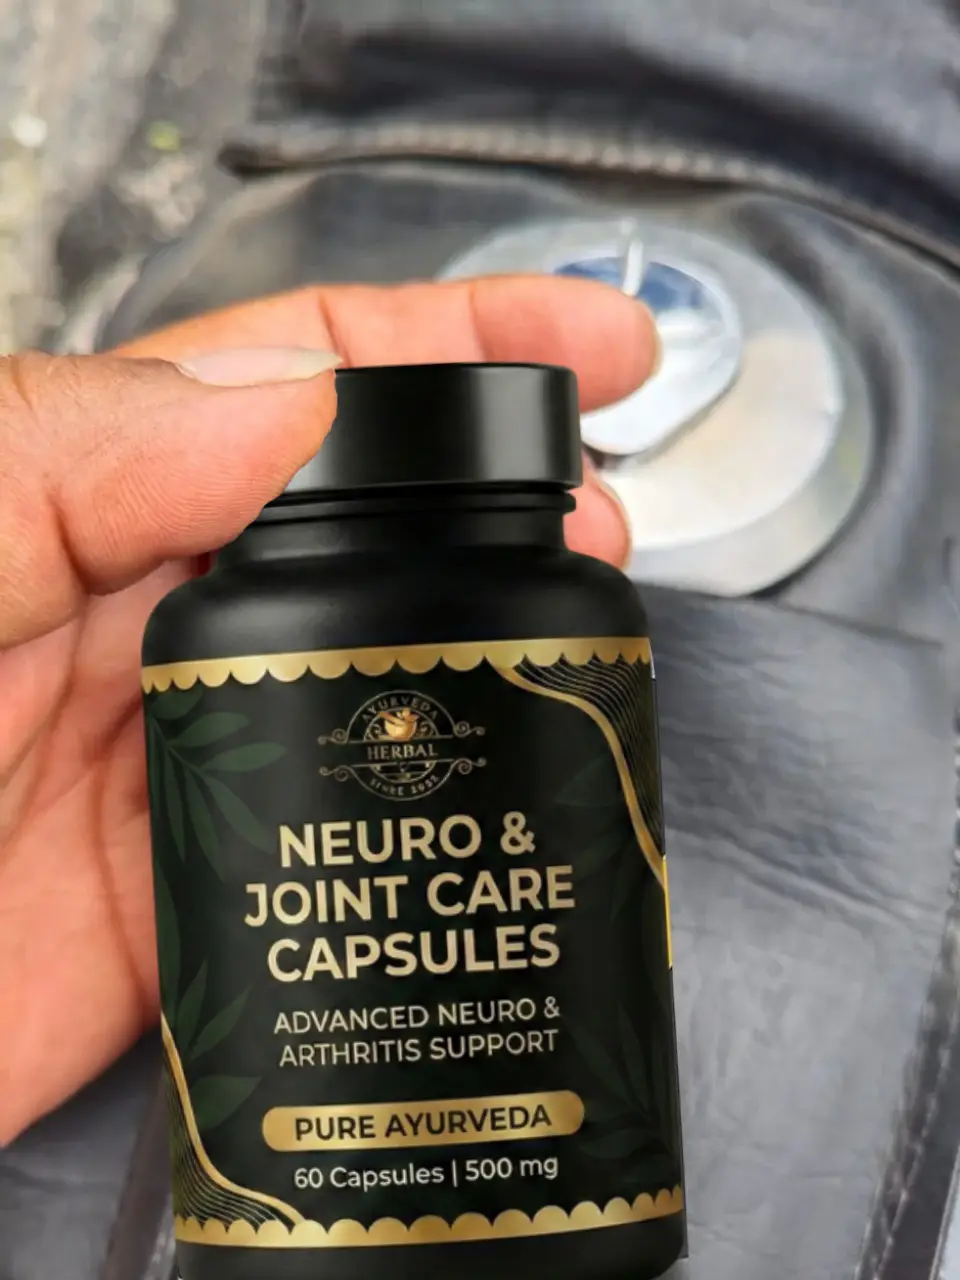 AYURVEDA
HERBAL
NEURO &
JOINT CARE
CAPSULES
ADVANCED NEURO &
ARTHRITIS SUPPORT
PURE AYURVEDA
60 Capsules | 500 mg